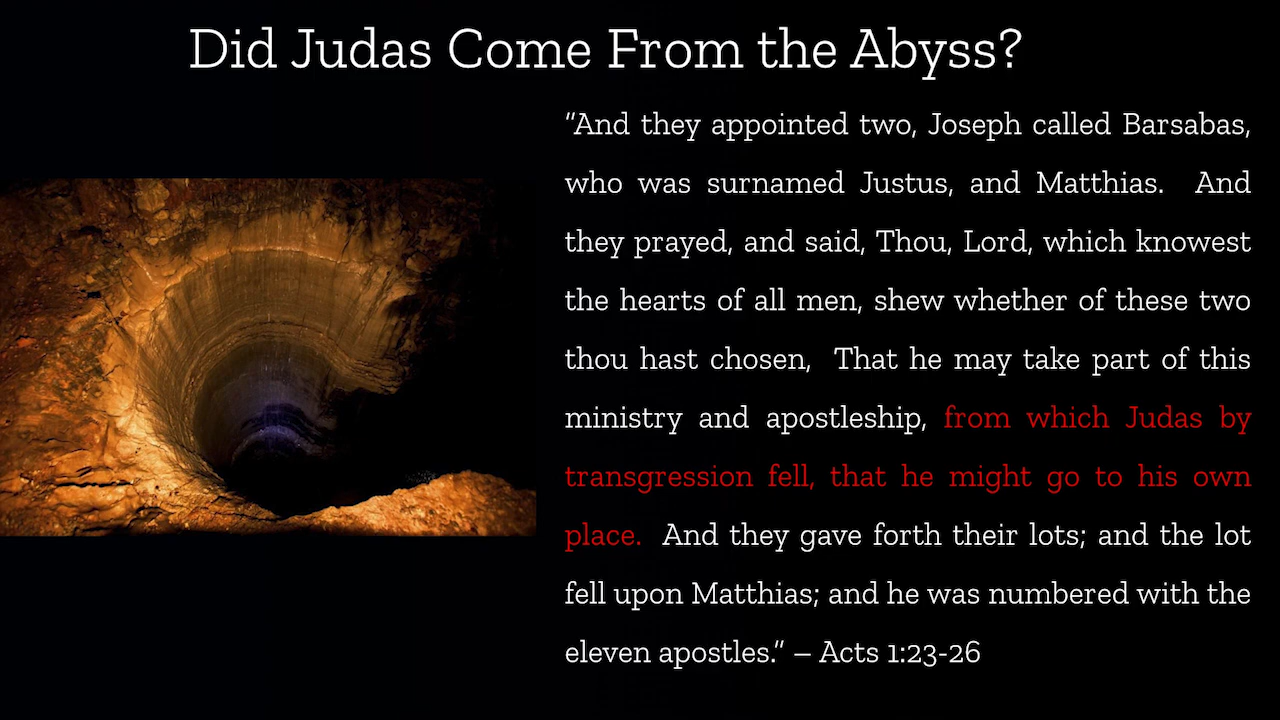 Did Judas Come From the Abyss?
“And they appointed two, Joseph called Barsabas,
who was surnamed Justus, and Matthias. And
they prayed, and said, Thou, Lord, which knowest
the hearts of all men, shew whether of these two
thou hast chosen, That he may take part of this
ministry and apostleship, from which Judas by
transgression fell, that he might go to his own
place. And they gave forth their lots; and the lot
fell upon Matthias; and he was numbered with the
eleven apostles.” – Acts 1:23-26